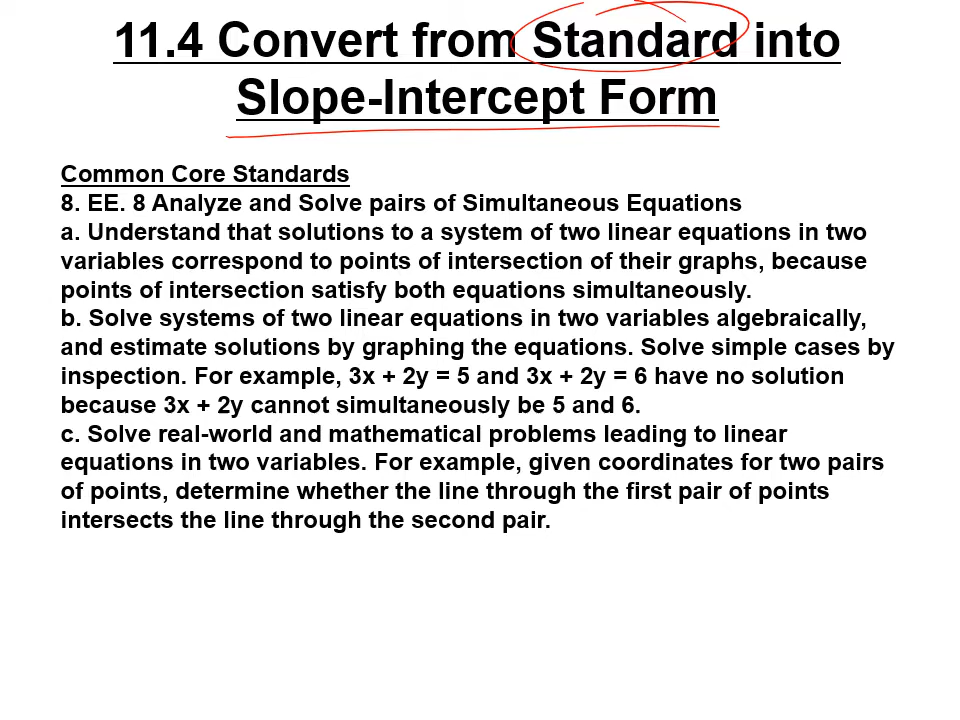 11.4 Convert from Standard into
Slope-Intercept Form
Common Core Standards
8. EE. 8 Analyze and Solve pairs of Simultaneous Equations
a. Understand that solutions to a system of two linear equations in two
variables correspond to points of intersection of their graphs, because
points of intersection satisfy both equations simultaneously.
b. Solve systems of two linear equations in two variables algebraically,
and estimate solutions by graphing the equations. Solve simple cases by
inspection. For example, 3x + 2y = 5 and 3x + 2y = 6 have no solution
because 3x + 2y cannot simultaneously be 5 and 6.
c. Solve real-world and mathematical problems leading to linear
equations in two variables. For example, given coordinates for two pairs
of points, determine whether the line through the first pair of points
intersects the line through the second pair.